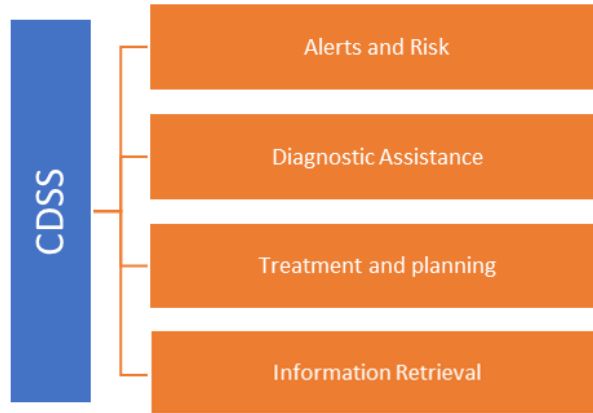 CDSS
Alerts and Risk
Diagnostic Assistance
Treatment and planning
Information Retrieval